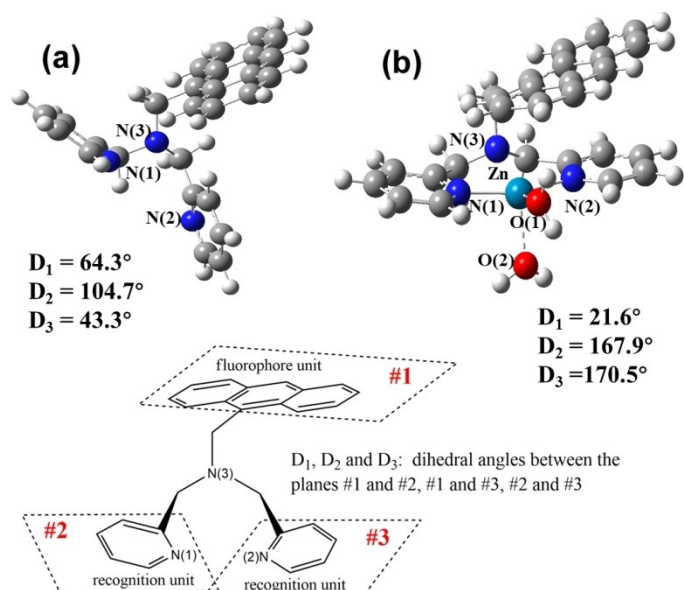 (a)
N(3)
N(1)
N(2)
D₁ = 64.3°
D₂ = 104.7°
D₃ = 43.3°
(b)
N(3)
Zn
N(1)
N(2)
O(1)
O(2)
D₁ = 21.6°
D₂ = 167.9°
D₃ =170.5°
fluorophore unit
#1
N(3)
D₁, D₂ and D₃: dihedral angles between the
planes #1 and #2, #1 and #3, #2 and #3
#2
N(1)
recognition unit
(2)N
#3
recognition unit